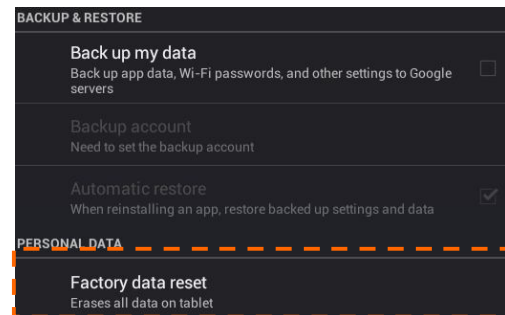 BACKUP & RESTORE
Back up my data
Back up app data, Wi-Fi passwords, and other settings to Google
servers
Backup account
Need to set the backup account
Automatic restore
When reinstalling an app, restore backed up settings and data
PERSONAL DATA
Factory data reset
Erases all data on tablet